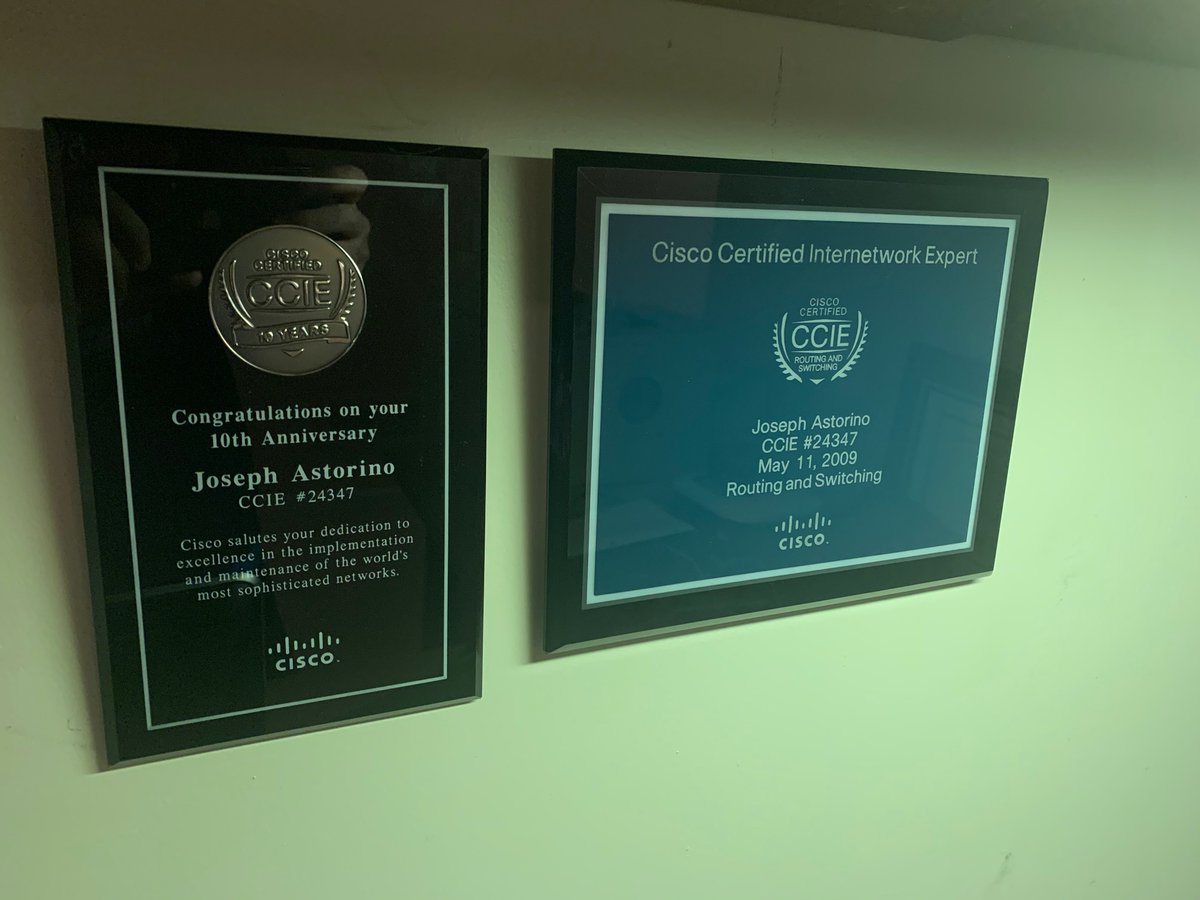 CISCO
CERTIFIED
CCIE
10 YEARS
Congratulations on your
10th Anniversary
Joseph Astorino
CCIE #24347
Cisco salutes your dedication to
excellence in the implementation
and maintenance of the world's
most sophisticated networks.
CISCO™
Cisco Certified Internetwork Expert
CISCO
CERTIFIED
CCIE
ROUTING AND
SWITCHING
Joseph Astorino
CCIE #24347
May 11, 2009
Routing and Switching
CISCO™